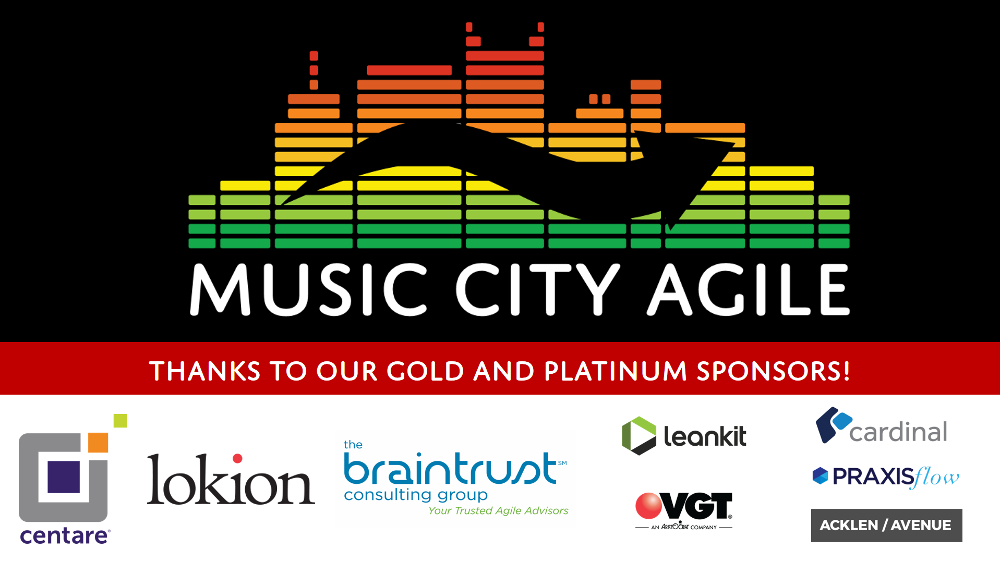 MUSIC CITY AGILE
THANKS TO OUR GOLD AND PLATINUM SPONSORS!
centare®
lokion
the
braintrust℠
consulting group
Your Trusted Agile Advisors
leankit
VGT®
AN ARISTOCRAT COMPANY
cardinal
PRAXISflow
ACKLEN / AVENUE